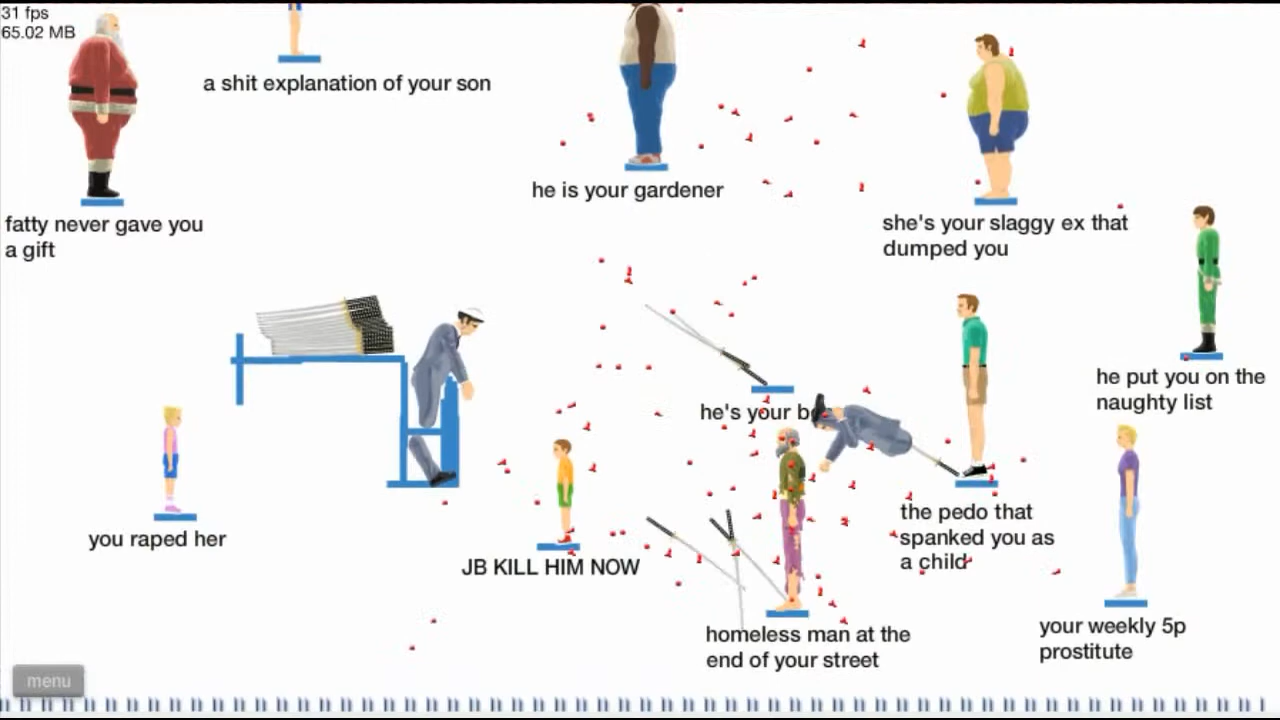 31 fps
65.02 MB
a shit explanation of your son
he is your gardener
fatty never gave you
a gift
she's your slaggy ex that
dumped you
he put you on the
naughty list
he's your
you raped her
JB KILL HIM NOW
the pedo that
spanked you as
a child
homeless man at the
end of your street
your weekly 5p
prostitute
menu